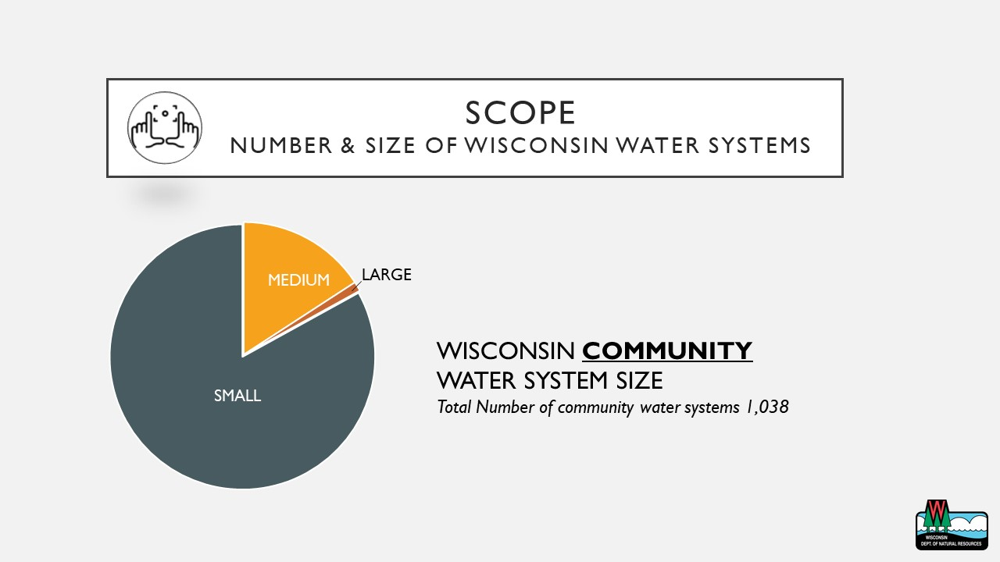 SCOPE
NUMBER & SIZE OF WISCONSIN WATER SYSTEMS
MEDIUM
LARGE
SMALL
WISCONSIN COMMUNITY
WATER SYSTEM SIZE
Total Number of community water systems 1,038
W
WISCONSIN
DEPT. OF NATURAL RESOURCES